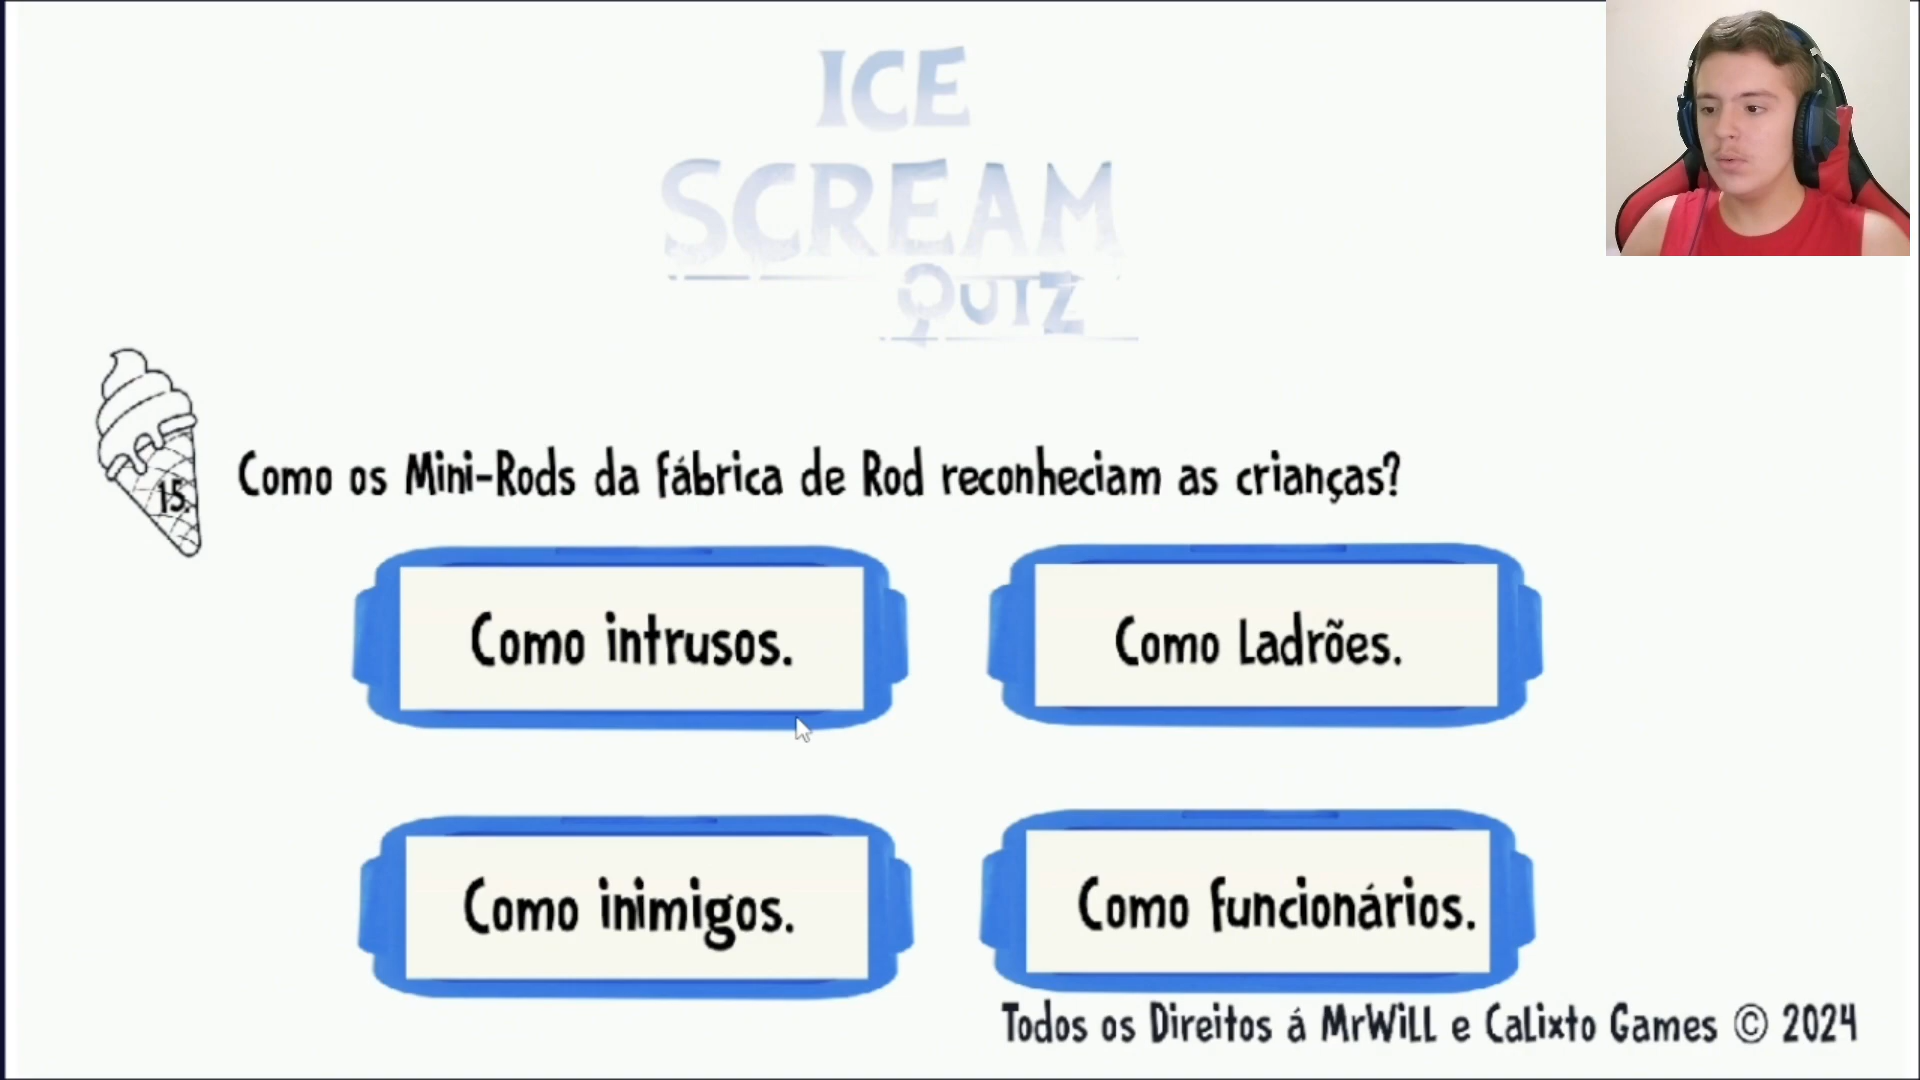 ICE
SCREAM
QUIZ
15.
Como os Mini-Rods da fábrica de Rod reconheciam as crianças?
Como intrusos.
Como Ladrões.
Como inimigos.
Como funcionários.
Todos os Direitos á MrWiLL e CaLixto Games © 2024